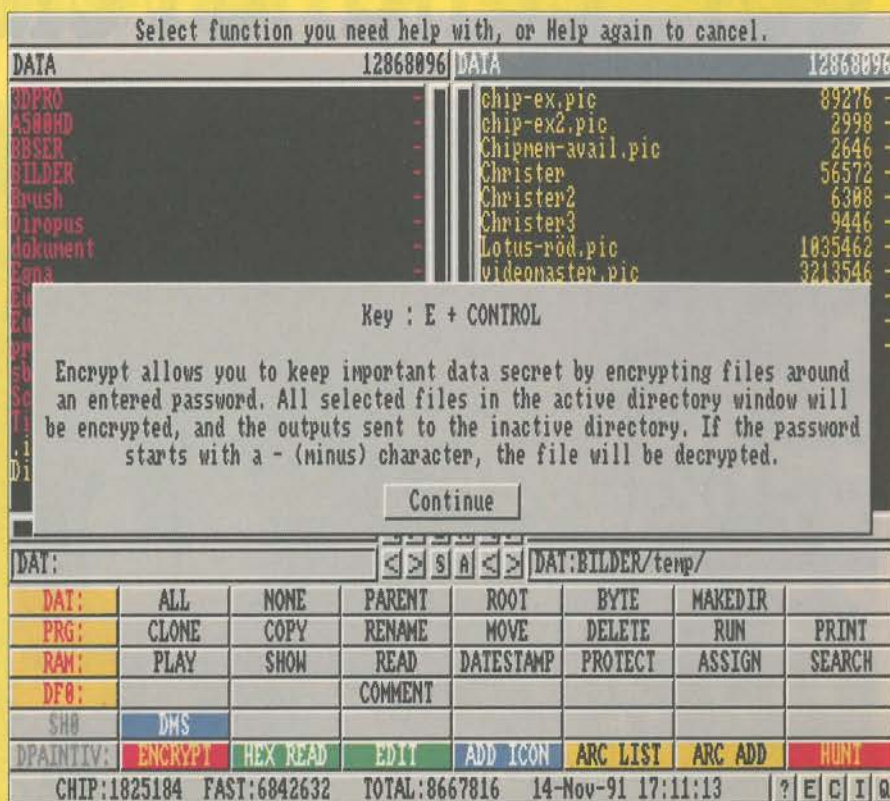 Select function you need help with, or Help again to cancel.
DATA 12868096 DATA 12868096
3DPRO -
A500HD -
BBSER -
BILDER -
Brush -
Diropus -
dokument -
Egna -
chip-ex.pic 89276 -
chip-ex2.pic 2998 -
Chipmem-avail.pic 2646 -
Christer 56572 -
Christer2 6308 -
Christer3 9446 -
Lotus-röd.pic 1035462 -
videomaster.pic 3213546 -
Key : E + CONTROL
Encrypt allows you to keep important data secret by encrypting files around
an entered password. All selected files in the active directory window will
be encrypted, and the outputs sent to the inactive directory. If the password
starts with a - (minus) character, the file will be decrypted.
Continue
DAT: < > S A < > DAT:BILDER/temp/
DAT: ALL NONE PARENT ROOT BYTE MAKEDIR
PRG: CLONE COPY RENAME MOVE DELETE RUN PRINT
RAM: PLAY SHOW READ DATESTAMP PROTECT ASSIGN SEARCH
DF0: COMMENT
SH0 DMS
DPAINTIV: ENCRYPT HEX READ EDIT ADD ICON ARC LIST ARC ADD HUNT
CHIP:1825184 FAST:6842632 TOTAL:8667816 14-Nov-91 17:11:13 ? E C I Q